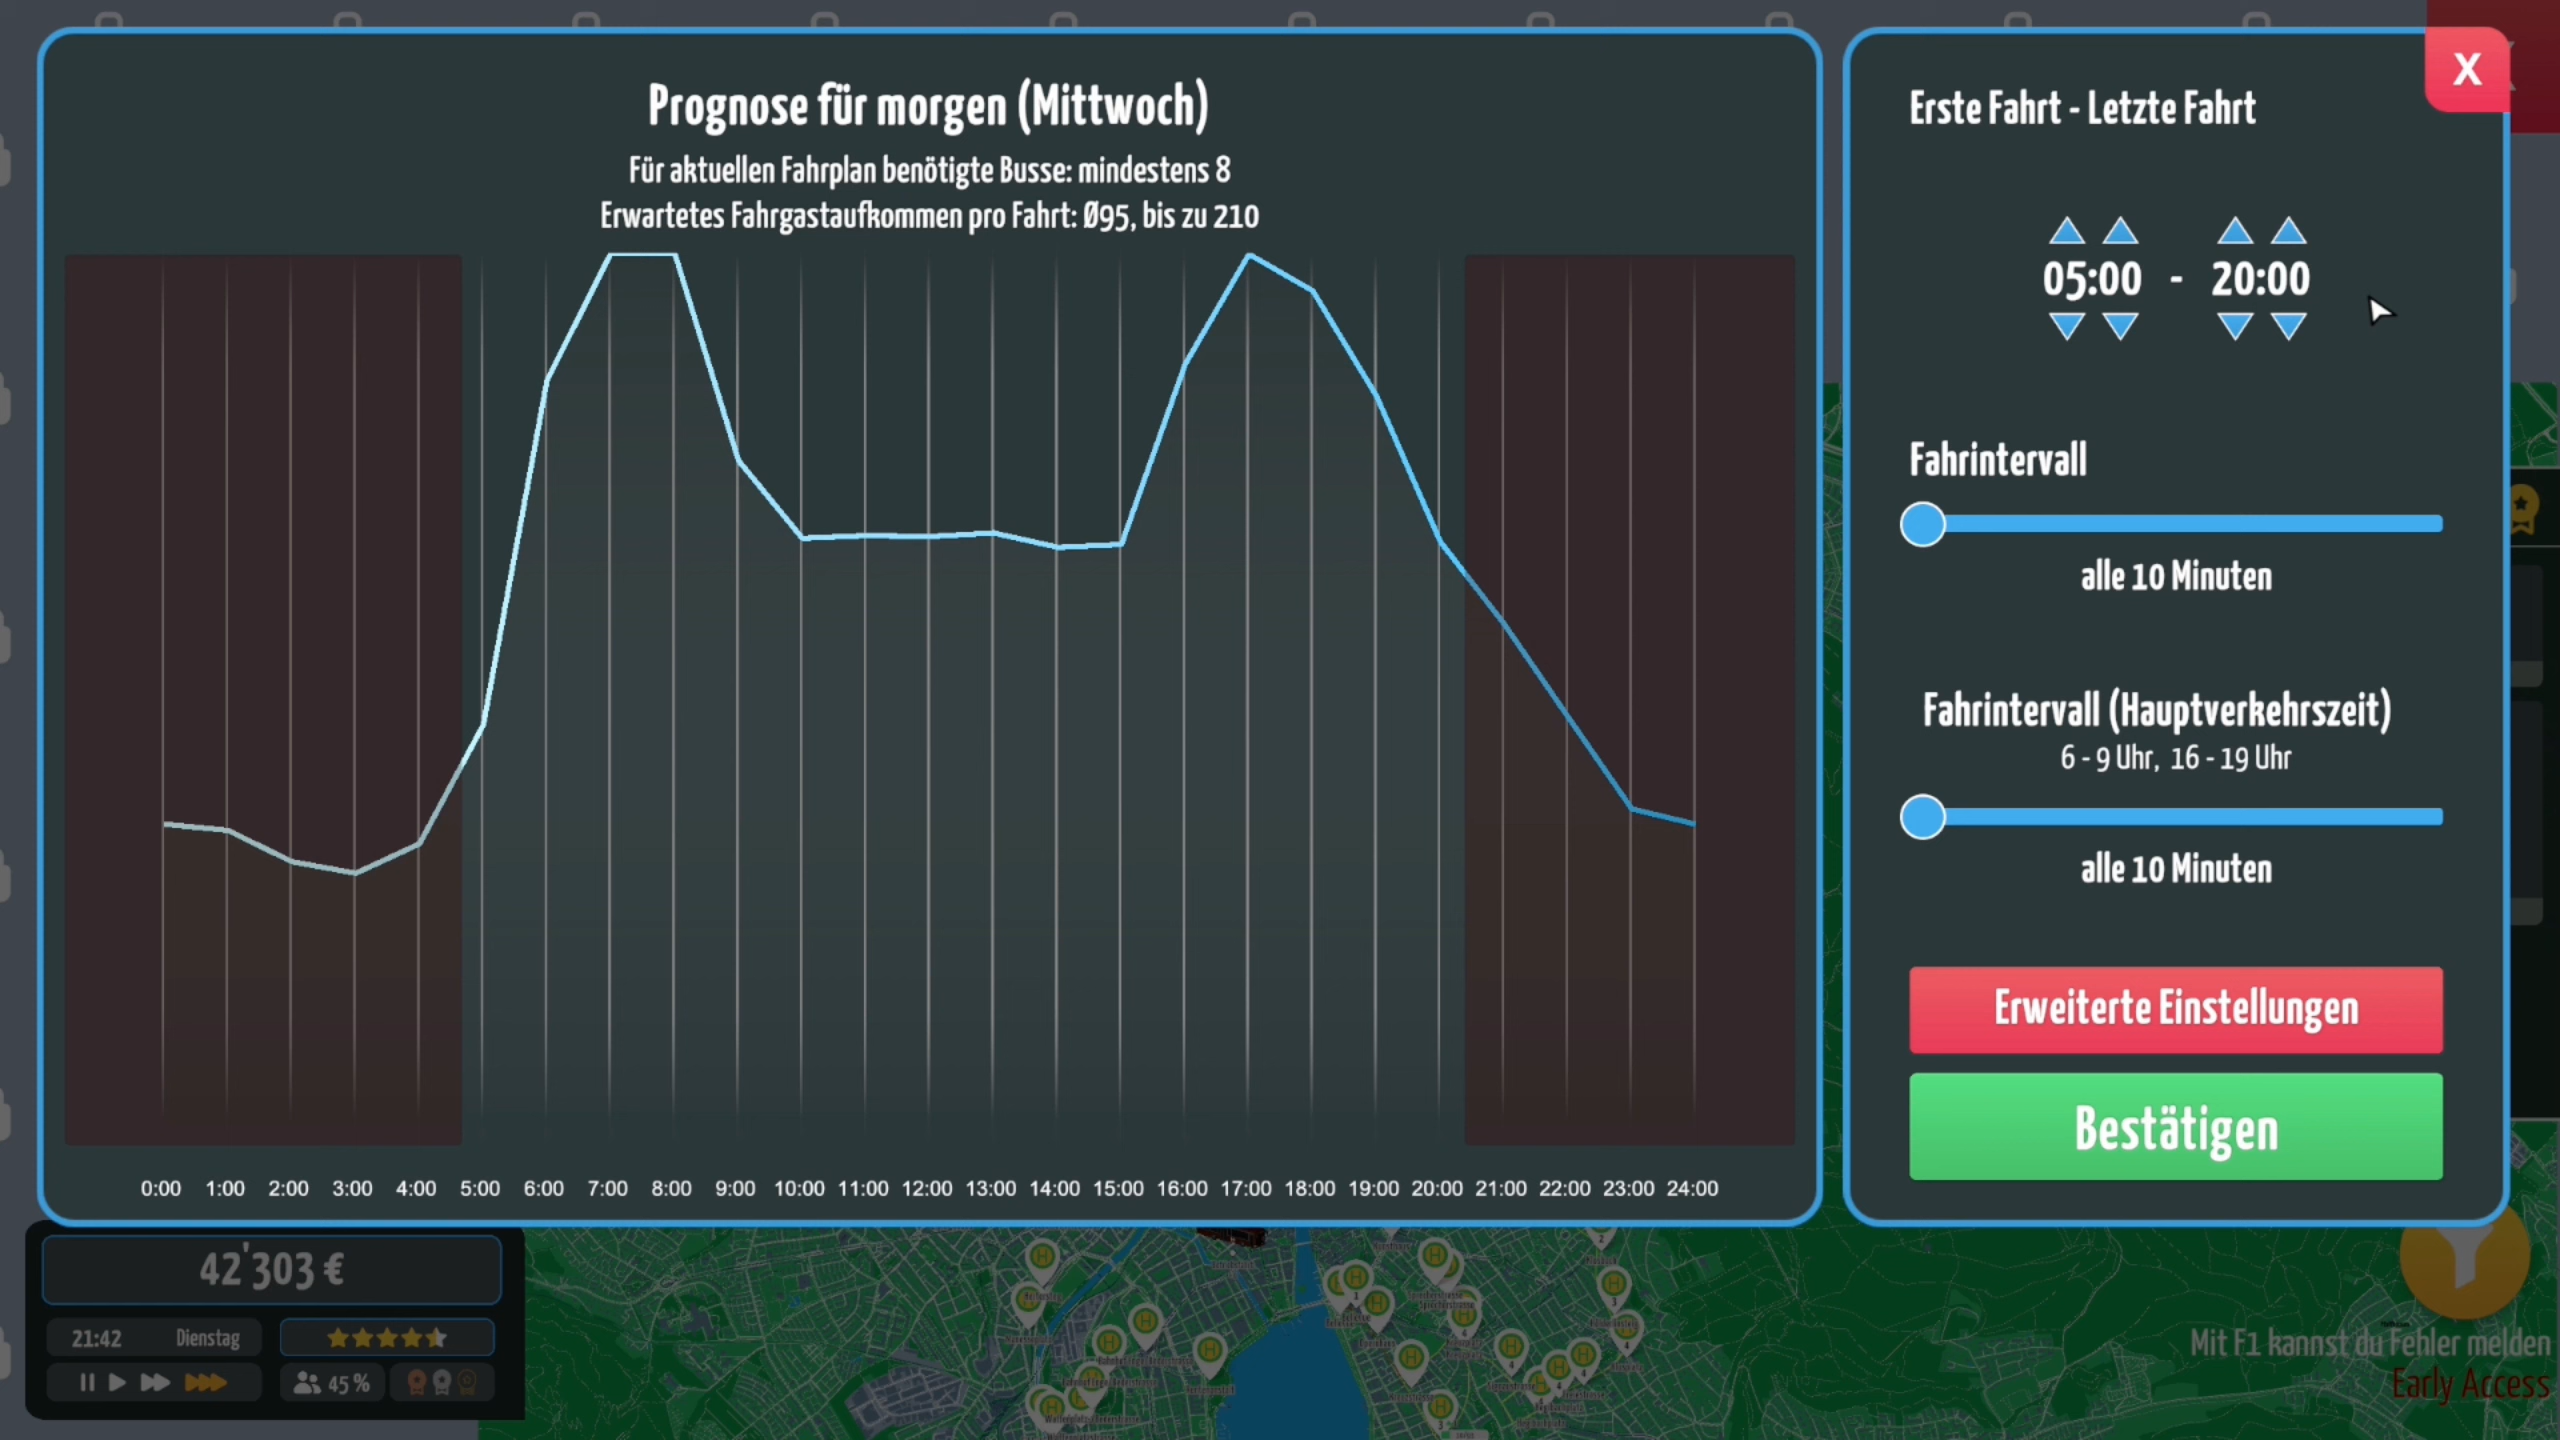 Prognose für morgen (Mittwoch)
Für aktuellen Fahrplan benötigte Busse: mindestens 8
Erwartetes Fahrgastaufkommen pro Fahrt: Ø95, bis zu 210
0:00 1:00 2:00 3:00 4:00 5:00 6:00 7:00 8:00 9:00 10:00 11:00 12:00 13:00 14:00 15:00 16:00 17:00 18:00 19:00 20:00 21:00 22:00 23:00 24:00
X
Erste Fahrt - Letzte Fahrt
05:00 - 20:00
Fahrintervall
alle 10 Minuten
Fahrintervall (Hauptverkehrszeit)
6 - 9 Uhr, 16 - 19 Uhr
alle 10 Minuten
Erweiterte Einstellungen
Bestätigen
42'303 €
21:42 Dienstag
45 %
Mit F1 kannst du Fehler melden
Early Access